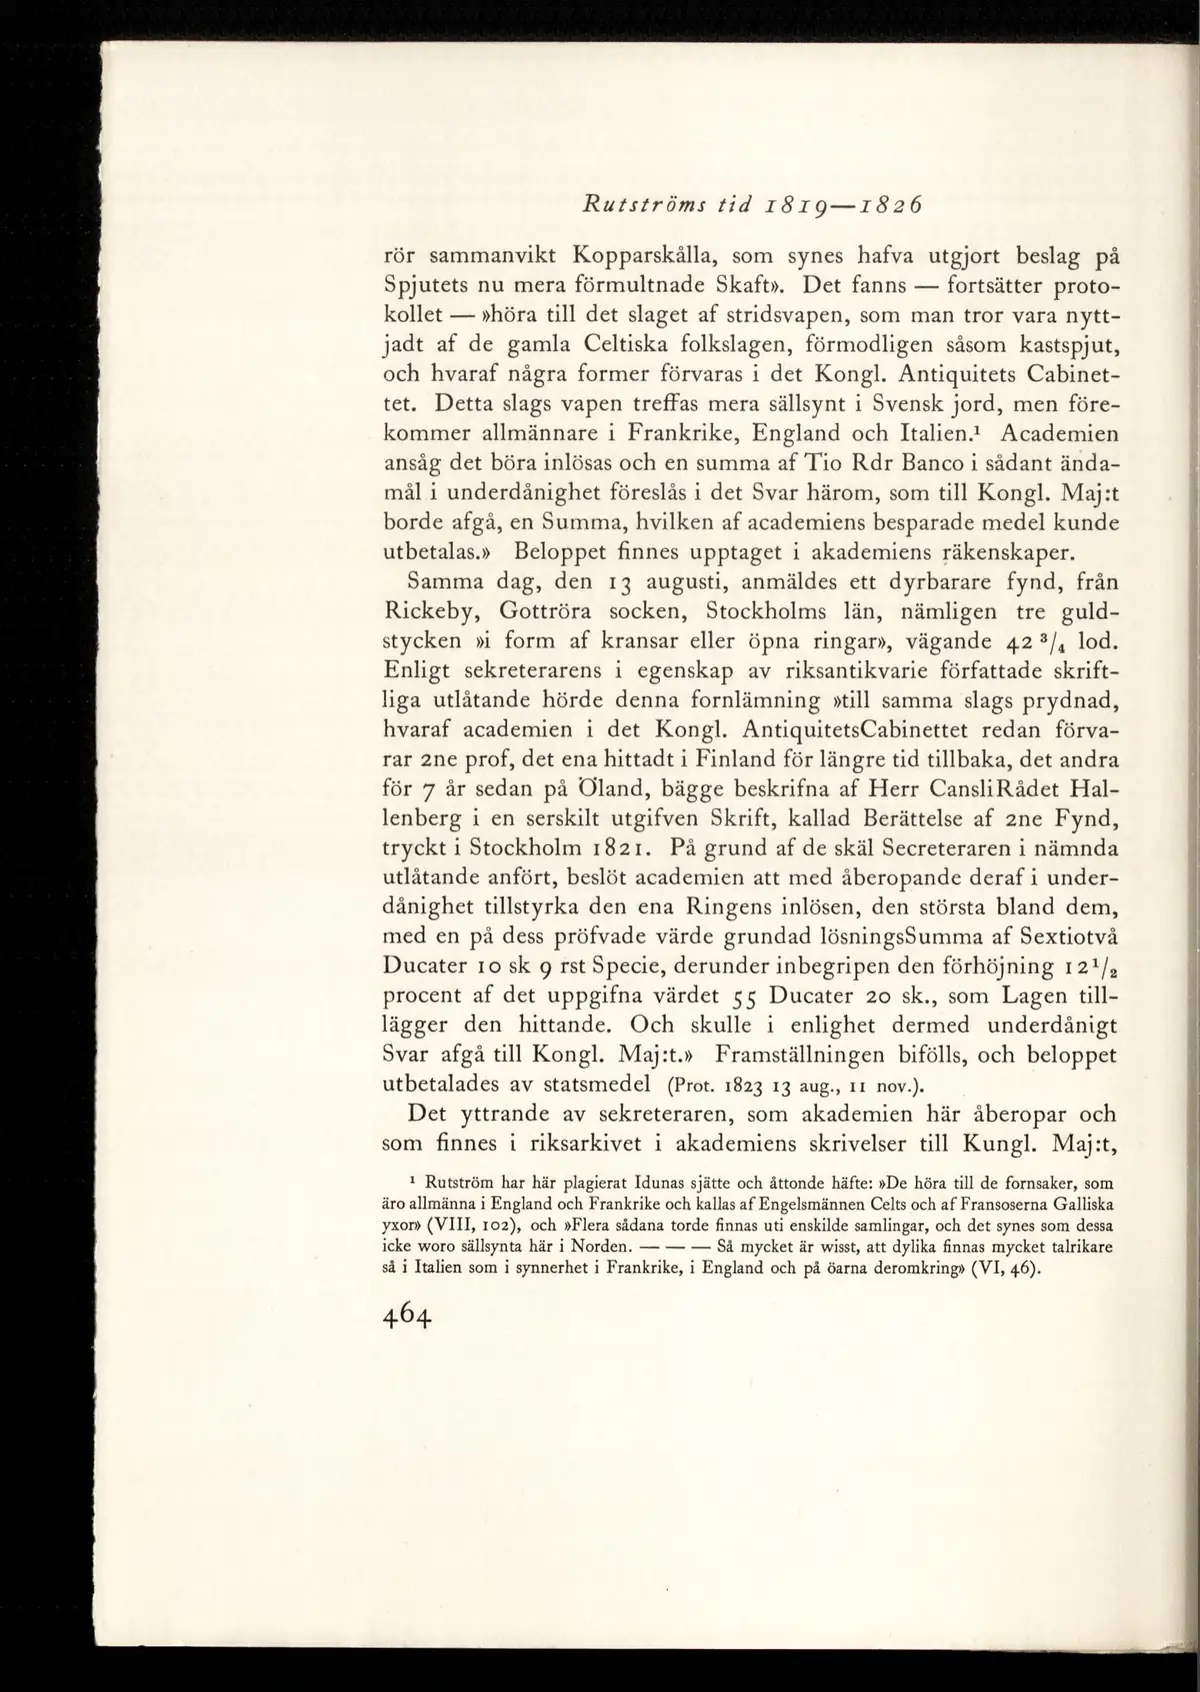 Rutströms tid 1819—1826
rör sammanvikt Kopparskålla, som synes hafva utgjort beslag på
Spjutets nu mera förmultnade Skaft». Det fanns — fortsätter proto-
kollet — »höra till det slaget af stridsvapen, som man tror vara nytt-
jadt af de gamla Celtiska folkslagen, förmodligen såsom kastspjut,
och hvaraf några former förvaras i det Kongl. Antiquitets Cabinet-
tet. Detta slags vapen treffas mera sällsynt i Svensk jord, men före-
kommer allmännare i Frankrike, England och Italien.¹ Academien
ansåg det böra inlösas och en summa af Tio Rdr Banco i sådant ända-
mål i underdånighet föreslås i det Svar härom, som till Kongl. Maj:t
borde afgå, en Summa, hvilken af academiens besparade medel kunde
utbetalas.» Beloppet finnes upptaget i akademiens räkenskaper.
Samma dag, den 13 augusti, anmäldes ett dyrbarare fynd, från
Rickeby, Gottröra socken, Stockholms län, nämligen tre guld-
stycken »i form af kransar eller öpna ringar», vägande 42 ³/₄ lod.
Enligt sekreterarens i egenskap av riksantikvarie författade skrift-
liga utlåtande hörde denna fornlämning »till samma slags prydnad,
hvaraf academien i det Kongl. AntiquitetsCabinettet redan förva-
rar 2ne prof, det ena hittadt i Finland för längre tid tillbaka, det andra
för 7 år sedan på Öland, bägge beskrifna af Herr CansliRådet Hal-
lenberg i en serskilt utgifven Skrift, kallad Berättelse af 2ne Fynd,
tryckt i Stockholm 1821. På grund af de skäl Secreteraren i nämnda
utlåtande anfört, beslöt academien att med åberopande deraf i under-
dånighet tillstyrka den ena Ringens inlösen, den största bland dem,
med en på dess pröfvade värde grundad lösningsSumma af Sextiotvå
Ducater 10 sk 9 rst Specie, derunder inbegripen den förhöjning 12¹/₂
procent af det uppgifna värdet 55 Ducater 20 sk., som Lagen till-
lägger den hittande. Och skulle i enlighet dermed underdånigt
Svar afgå till Kongl. Maj:t.» Framställningen bifölls, och beloppet
utbetalades av statsmedel (Prot. 1823 13 aug., 11 nov.).
Det yttrande av sekreteraren, som akademien här åberopar och
som finnes i riksarkivet i akademiens skrivelser till Kungl. Maj:t,
¹ Rutström har här plagierat Idunas sjätte och åttonde häfte: »De höra till de fornsaker, som
äro allmänna i England och Frankrike och kallas af Engelsmännen Celts och af Fransoserna Galliska
yxor» (VIII, 102), och »Flera sådana torde finnas uti enskilde samlingar, och det synes som dessa
icke woro sällsynta här i Norden. — — — Så mycket är wisst, att dylika finnas mycket talrikare
så i Italien som i synnerhet i Frankrike, i England och på öarna deromkring» (VI, 46).
464